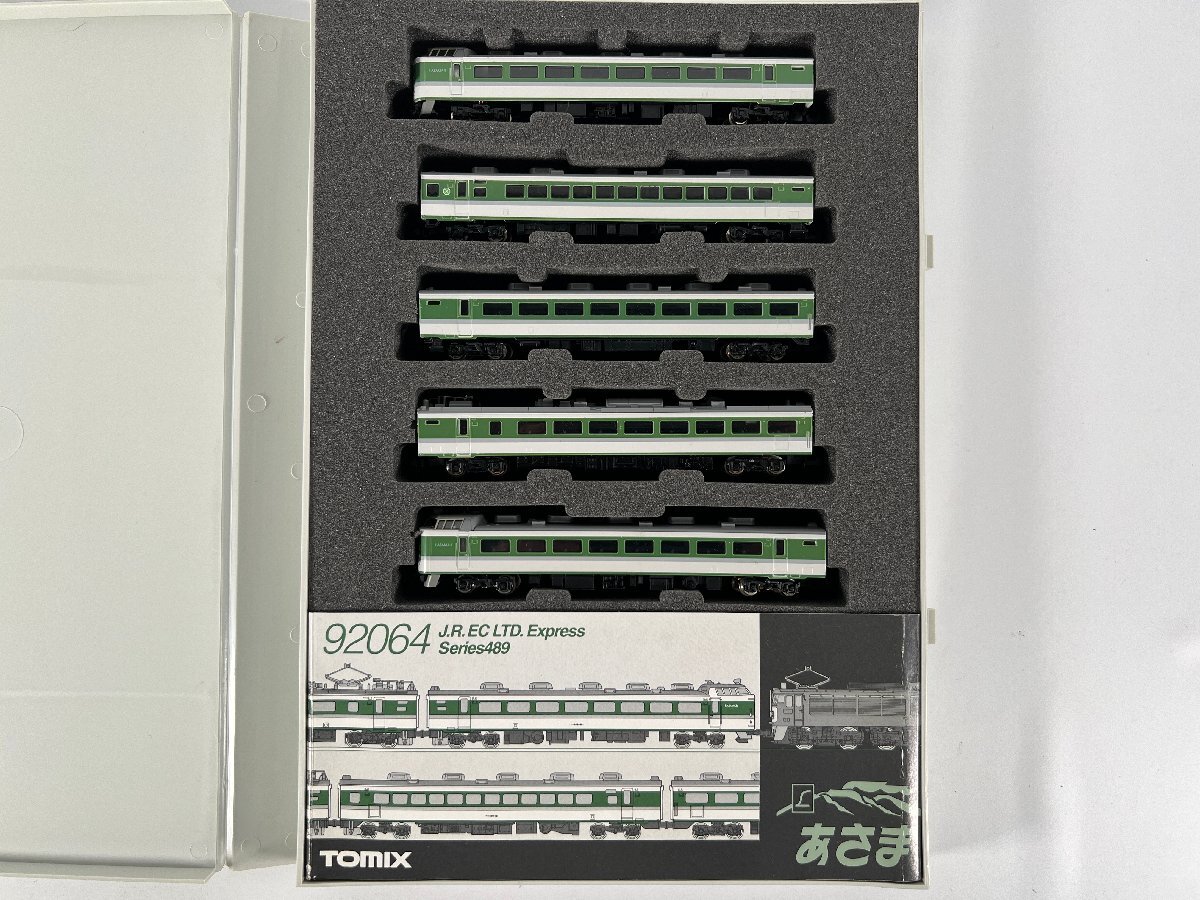 92064
J.R. EC LTD. Express
Series489
あさま
TOMIX